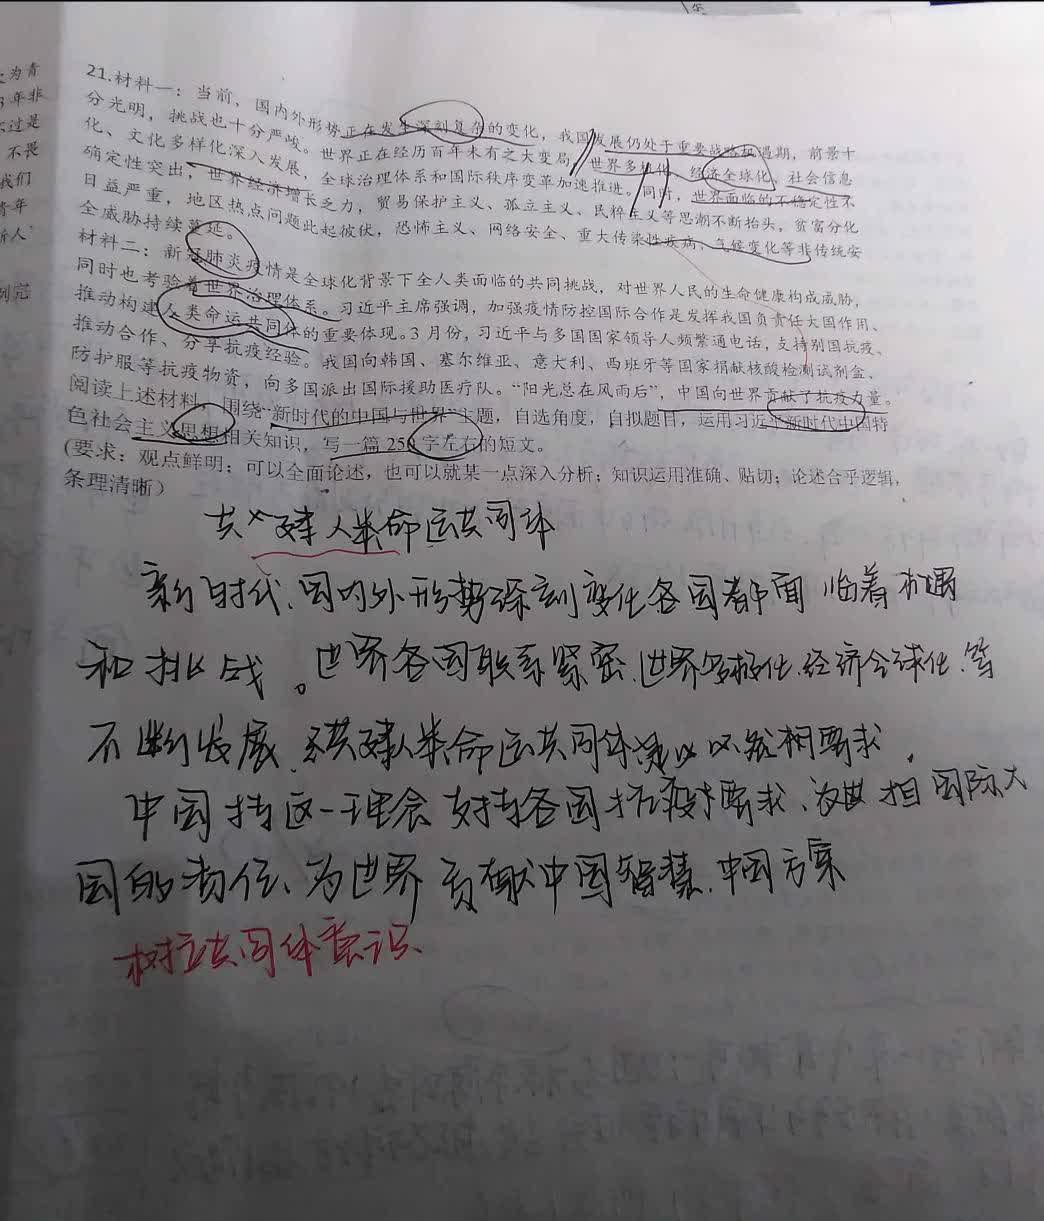 为青
年非
过是
不畏
我们
青年
新人"
21.材料一：当前，国内外形势正在发生深刻复杂的变化，我国发展仍处于重要战略机遇期，前景十
分光明，挑战也十分严峻。世界正在经历百年未有之大变局，世界多极化、经济全球化、社会信息
化、文化多样化深入发展，全球治理体系和国际秩序变革加速推进。同时，世界面临的不稳定性不
确定性突出，世界经济增长乏力，贸易保护主义、孤立主义、民粹主义等思潮不断抬头，贫富分化
日益严重，地区热点问题此起彼伏，恐怖主义、网络安全、重大传染性疾病、气候变化等非传统安
全威胁持续蔓延。
材料二：新冠肺炎疫情是全球化背景下全人类面临的共同挑战，对世界人民的生命健康构成威胁，
同时也考验着世界治理体系。习近平主席强调，加强疫情防控国际合作是发挥我国负责任大国作用、
推动构建人类命运共同体的重要体现。3月份，习近平与多国国家领导人频繁通电话，支持别国抗疫、
推动合作、分享抗疫经验。我国向韩国、塞尔维亚、意大利、西班牙等国家捐献核酸检测试剂盒、
防护服等抗疫物资，向多国派出国际援助医疗队。“阳光总在风雨后”，中国向世界贡献了抗疫力量。
阅读上述材料，围绕“新时代的中国与世界”主题，自选角度，自拟题目，运用习近平新时代中国特
色社会主义思想相关知识，写一篇250字左右的短文。
(要求：观点鲜明；可以全面论述，也可以就某一点深入分析；知识运用准确、贴切；论述合乎逻辑，
条理清晰）
共建人类命运共同体
新时代、国内外形势深刻变化各国都面临着机遇
和挑战。世界各国联系紧密、世界多极化、经济全球化、等
不断发展、共建人类命运共同体
中国持这一理念支持各国抗疫要求、担国际大
国的责任、为世界贡献中国智慧、中国方案
树立共同体意识